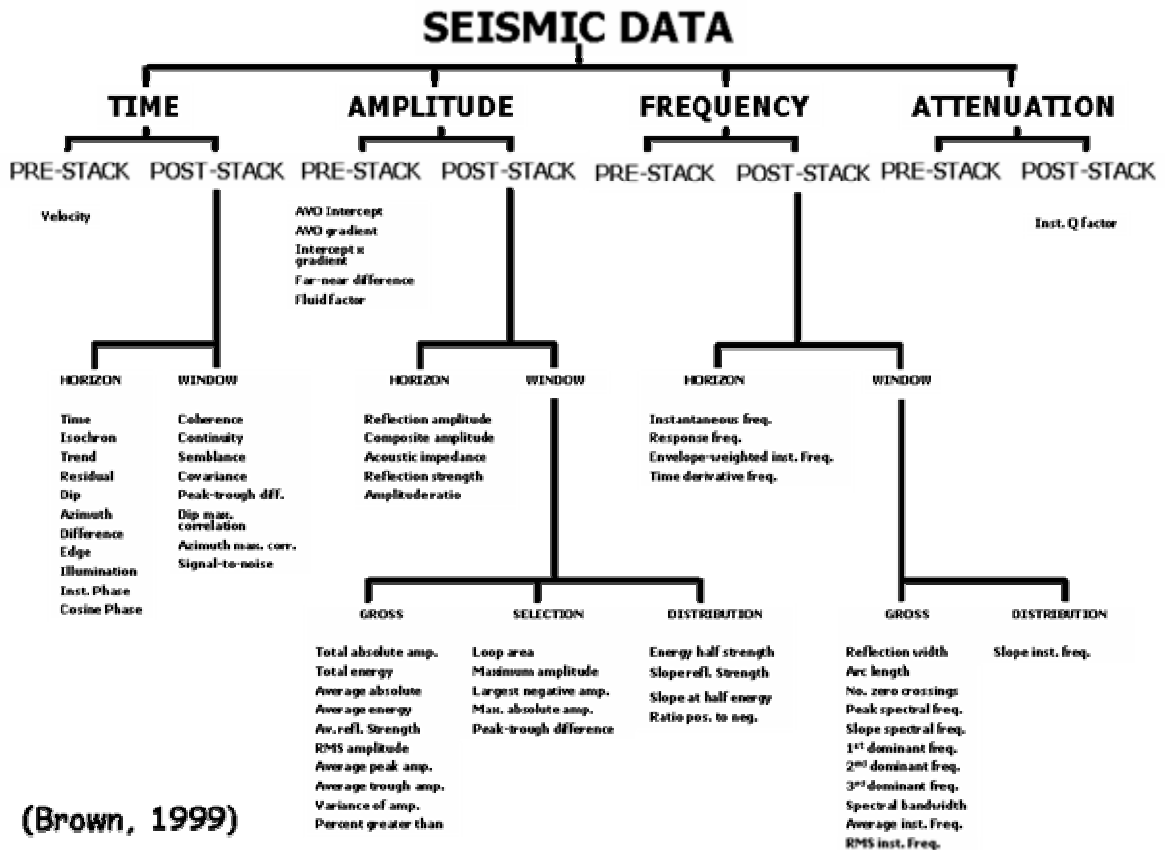 SEISMIC DATA
TIME
AMPLITUDE
FREQUENCY
ATTENUATION
PRE-STACK
POST-STACK
PRE-STACK
POST-STACK
PRE-STACK
POST-STACK
PRE-STACK
POST-STACK
Velocity
AVO Intercept
AVO gradient
Intercept x
gradient
Far-near difference
Fluid factor
Inst. Q factor
HORIZON
Time
Isochron
Trend
Residual
Dip
Azimuth
Difference
Edge
Illumination
Inst. Phase
Cosine Phase
WINDOW
Coherence
Continuity
Semblance
Covariance
Peak-trough diff.
Dip max.
correlation
Azimuth max. corr.
Signal-to-noise
HORIZON
Reflection amplitude
Composite amplitude
Acoustic impedance
Reflection strength
Amplitude ratio
WINDOW
GROSS
Total absolute amp.
Total energy
Average absolute
Average energy
Av. refl. Strength
RMS amplitude
Average peak amp.
Average trough amp.
Variance of amp.
Percent greater than
SELECTION
Loop area
Maximum amplitude
Largest negative amp.
Max. absolute amp.
Peak-trough difference
DISTRIBUTION
Energy half strength
Slope refl. Strength
Slope at half energy
Ratio pos. to neg.
HORIZON
Instantaneous freq.
Response freq.
Envelope-weighted inst. Freq.
Time derivative freq.
WINDOW
GROSS
Reflection width
Arc length
No. zero crossings
Peak spectral freq.
Slope spectral freq.
1st dominant freq.
2nd dominant freq.
3rd dominant freq.
Spectral bandwidth
Average inst. Freq.
RMS inst. Freq.
DISTRIBUTION
Slope inst. freq.
(Brown, 1999)